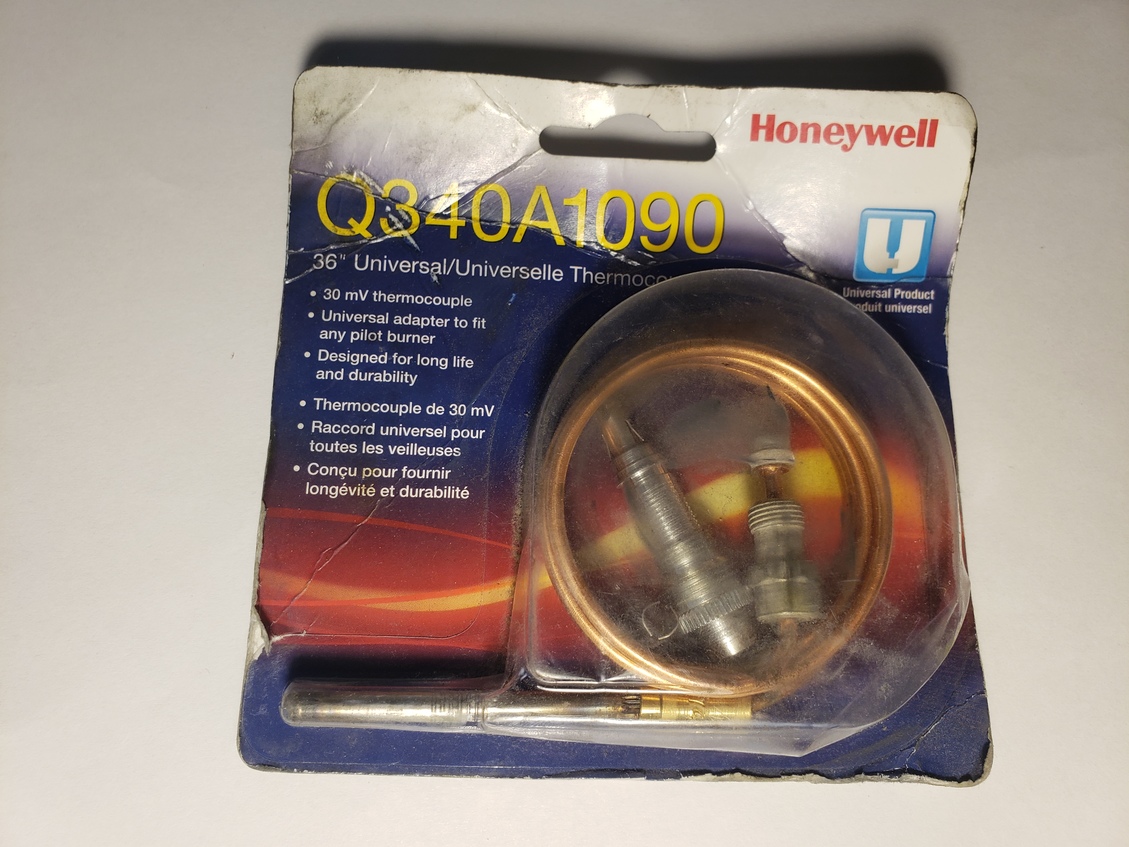 Honeywell
Q340A1090
36" Universal/Universelle
Universal Product
universel
• 30 mV thermocouple
• Universal adapter to fit
any pilot burner
• Designed for long life
and durability
• Thermocouple de 30 mV
• Raccord universel pour
toutes les veilleuses
• Conçu pour fournir
longévité et durabilité